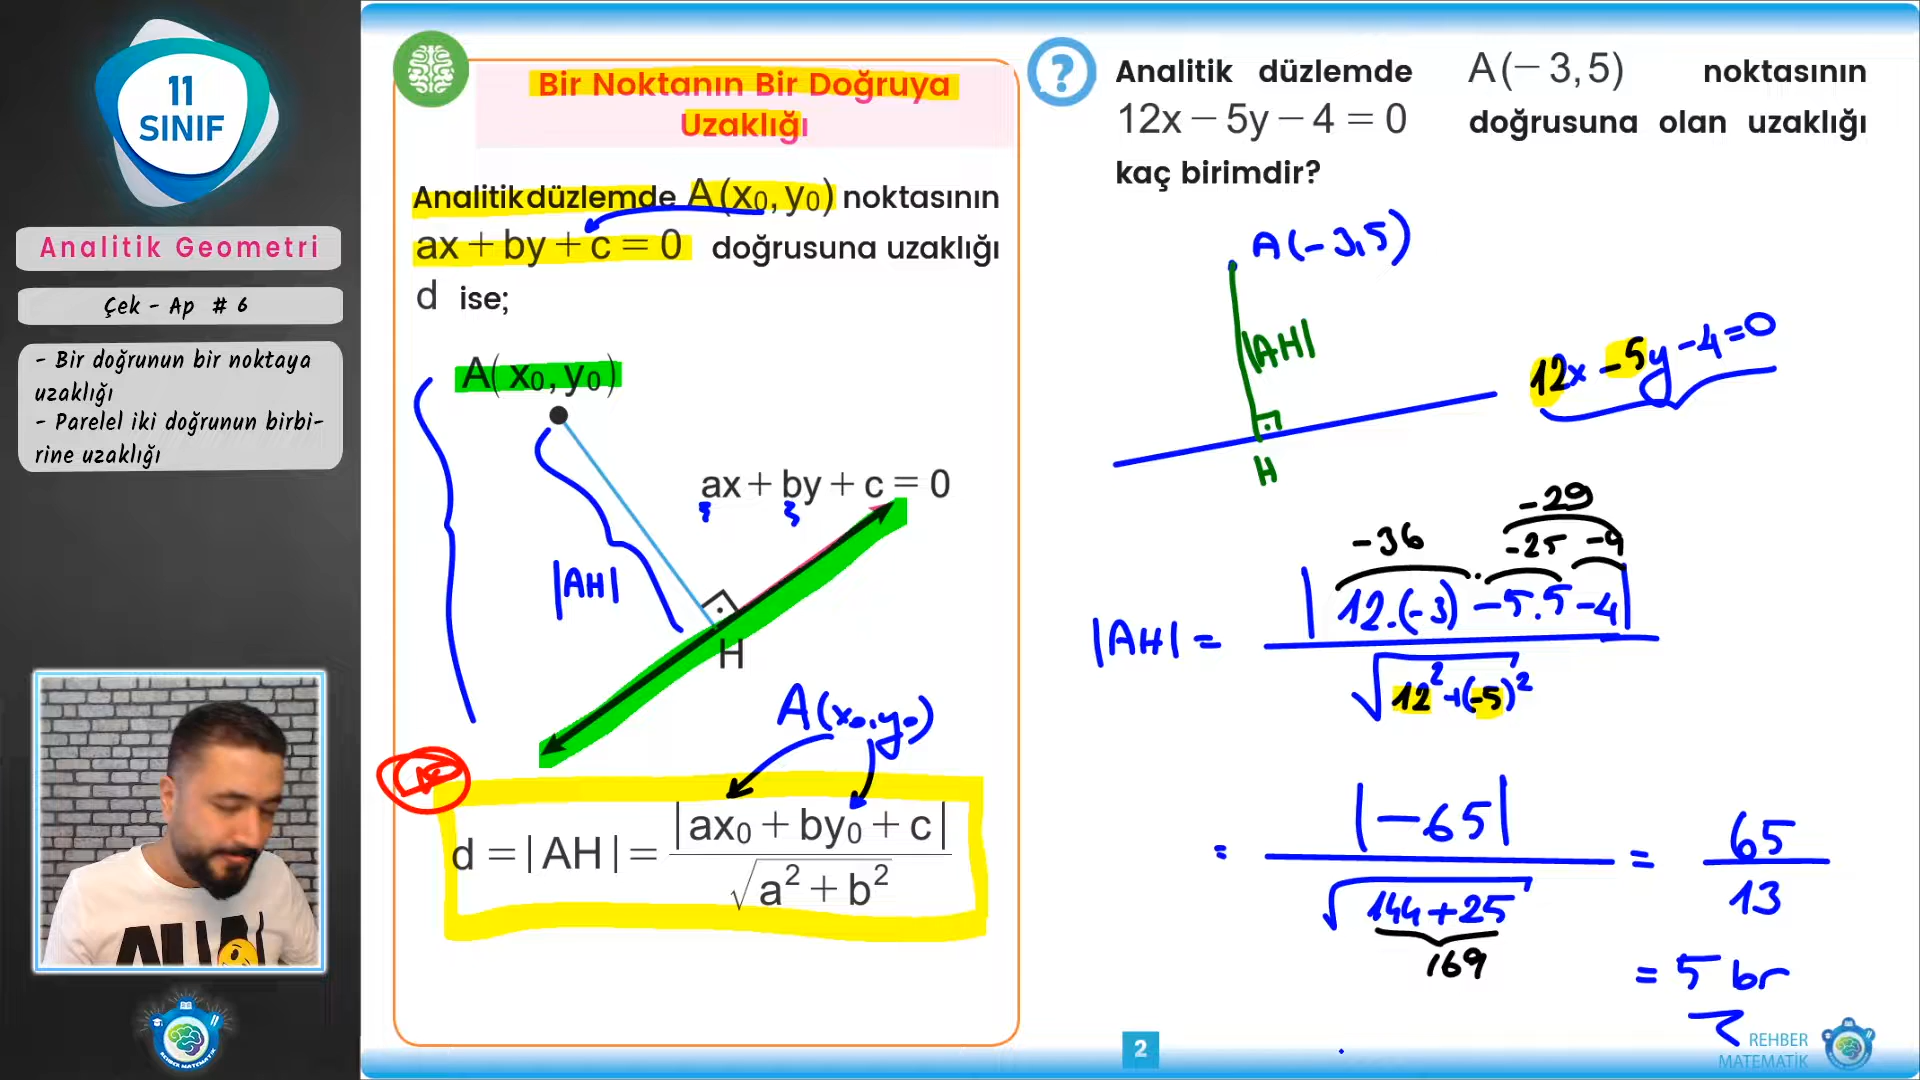 11
SINIF
Analitik Geometri
Çek - Ap # 6
- Bir doğrunun bir noktaya
uzaklığı
- Parelel iki doğrunun birbi-
rine uzaklığı
REHBER MATEMATİK
Bir Noktanın Bir Doğruya
Uzaklığı
Analitik düzlemde A(x₀, y₀) noktasının
ax + by + c = 0 doğrusuna uzaklığı
d ise;
A(x₀, y₀)
ax + by + c = 0
|AH|
H
A(x₀, y₀)
d = |AH| = |ax₀ + by₀ + c| / √(a² + b²)
?
Analitik düzlemde A(−3, 5) noktasının
12x − 5y − 4 = 0 doğrusuna olan uzaklığı
kaç birimdir?
A(-3,5)
|AH|
12x -5y -4=0
H
-29
-36 -25 -4
|AH| = |12.(-3) -5.5 -4| / √(12² +(-5)²)
= |-65| / √(144+25) = 65 / 13
169
= 5 br
2
REHBER
MATEMATİK